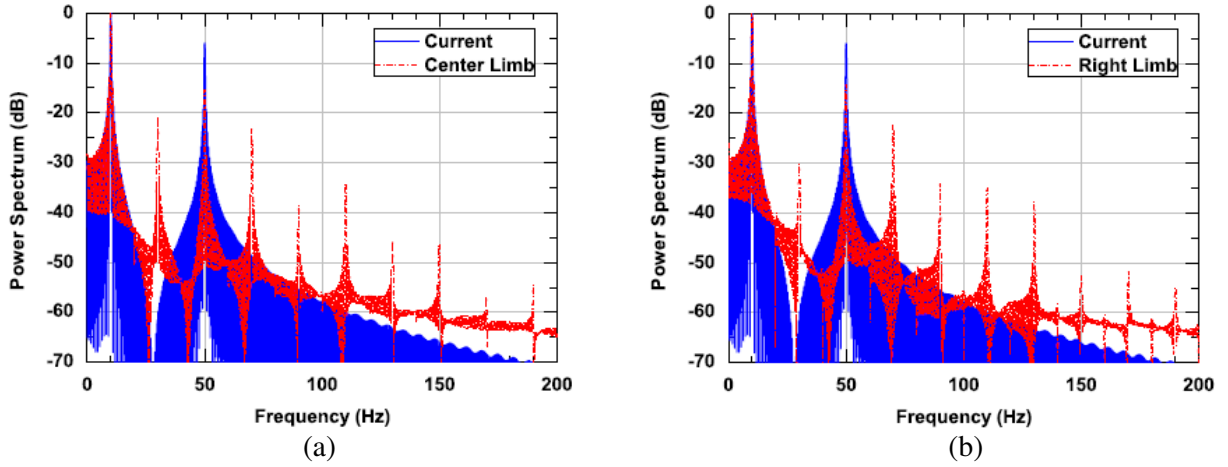 0
-10
-20
-30
-40
-50
-60
-70
Power Spectrum (dB)
Current
Center Limb
0 50 100 150 200
Frequency (Hz)
(a)
0
-10
-20
-30
-40
-50
-60
-70
Power Spectrum (dB)
Current
Right Limb
0 50 100 150 200
Frequency (Hz)
(b)